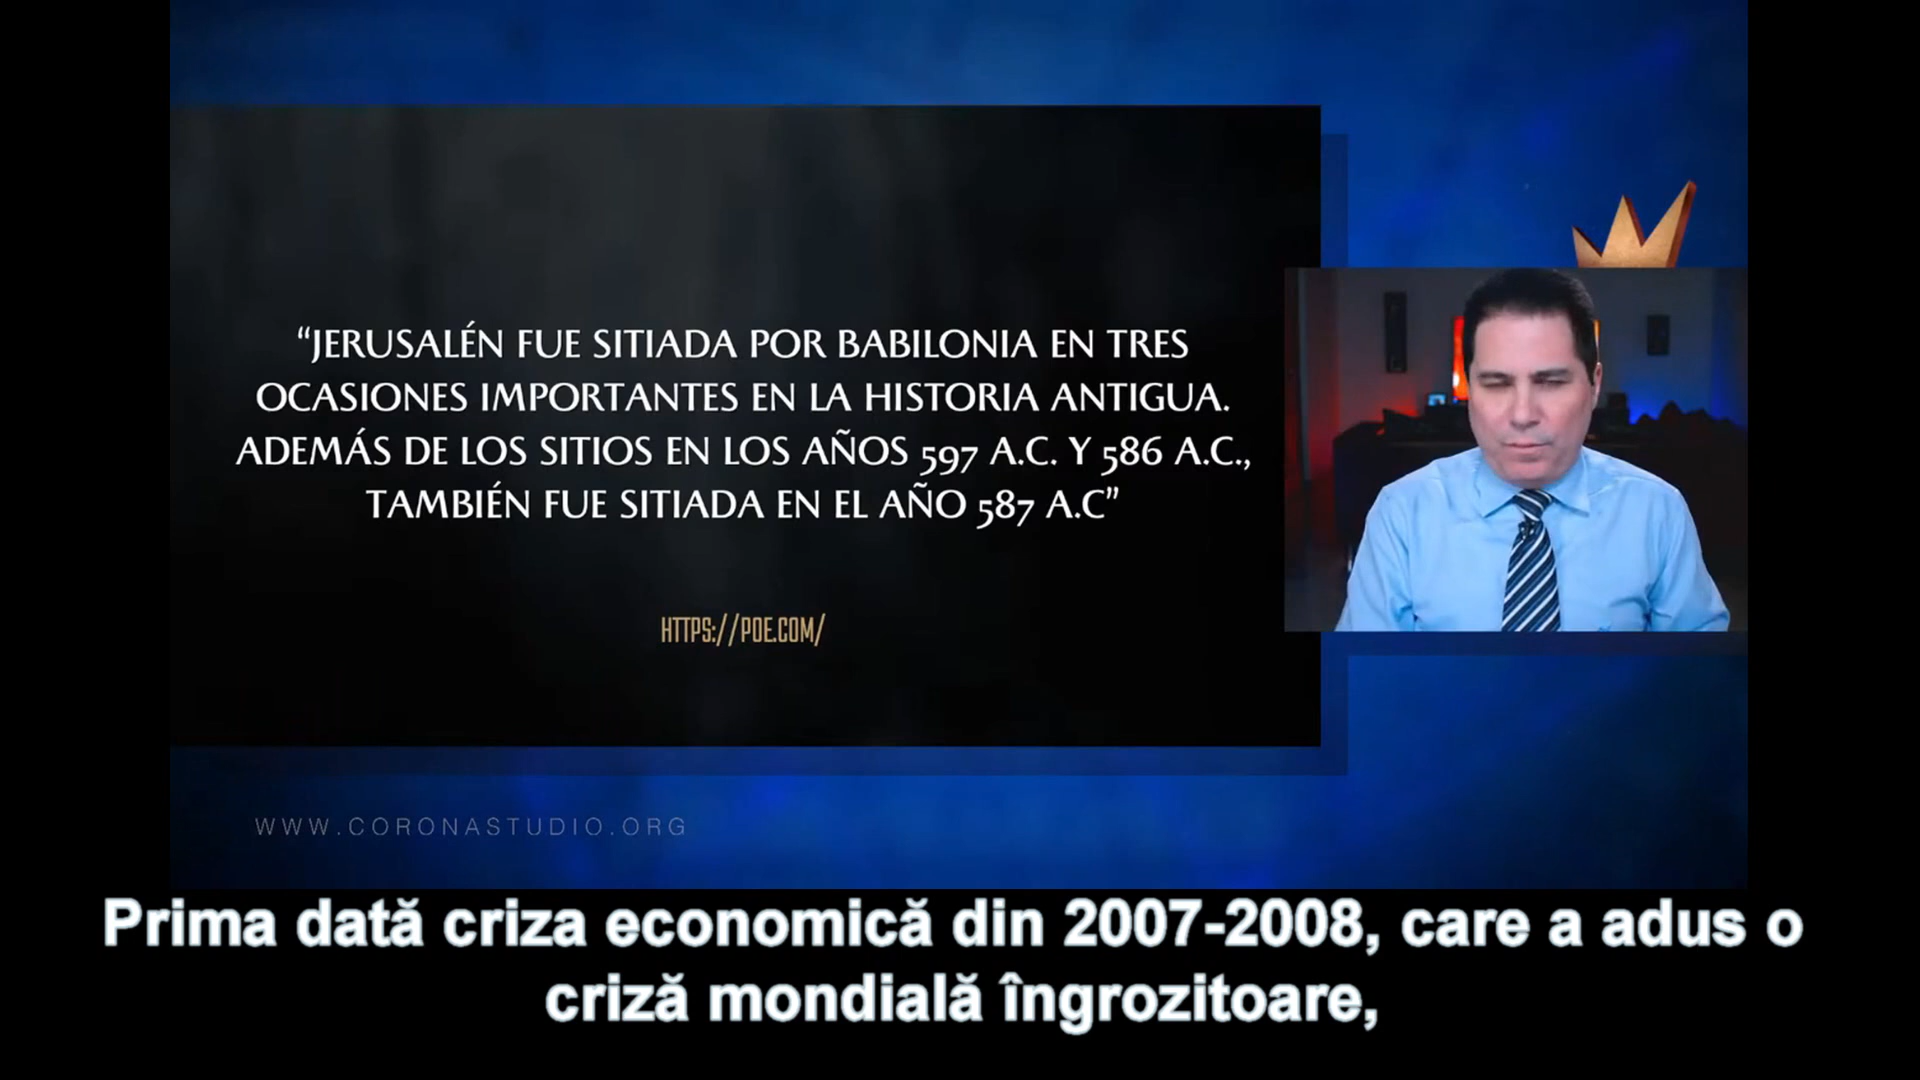 “JERUSALÉN FUE SITIADA POR BABILONIA EN TRES
OCASIONES IMPORTANTES EN LA HISTORIA ANTIGUA.
ADEMÁS DE LOS SITIOS EN LOS AÑOS 597 A.C. Y 586 A.C.,
TAMBIÉN FUE SITIADA EN EL AÑO 587 A.C”
HTTPS://POE.COM/
WWW.CORONASTUDIO.ORG
Prima dată criza economică din 2007-2008, care a adus o
criză mondială îngrozitoare,